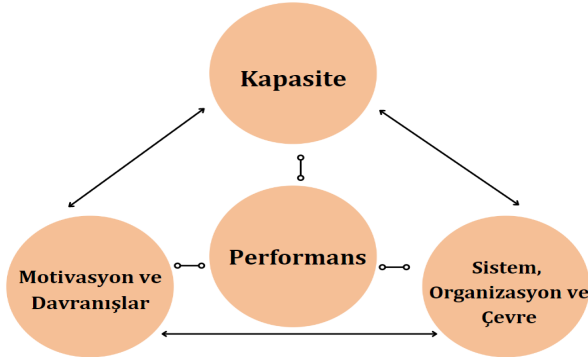 Kapasite
Performans
Motivasyon ve
Davranışlar
Sistem,
Organizasyon ve
Çevre